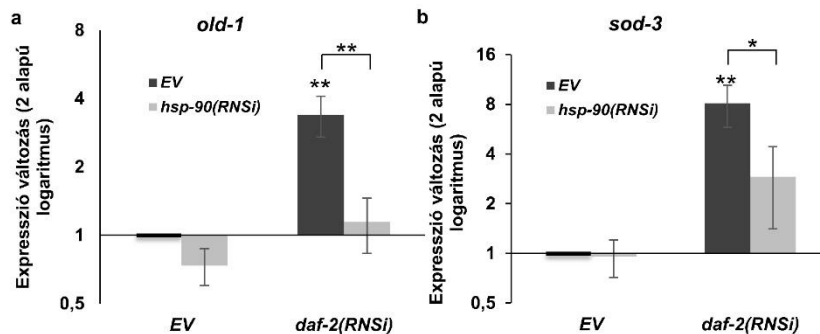 a
old-1
Expresszió változás (2 alapú
logaritmus)
8
4
2
1
0,5
EV
hsp-90(RNSi)
**
**
EV
daf-2(RNSi)
b
sod-3
Expresszió változás (2 alapú
logaritmus)
16
8
4
2
1
0,5
EV
hsp-90(RNSi)
*
**
EV
daf-2(RNSi)